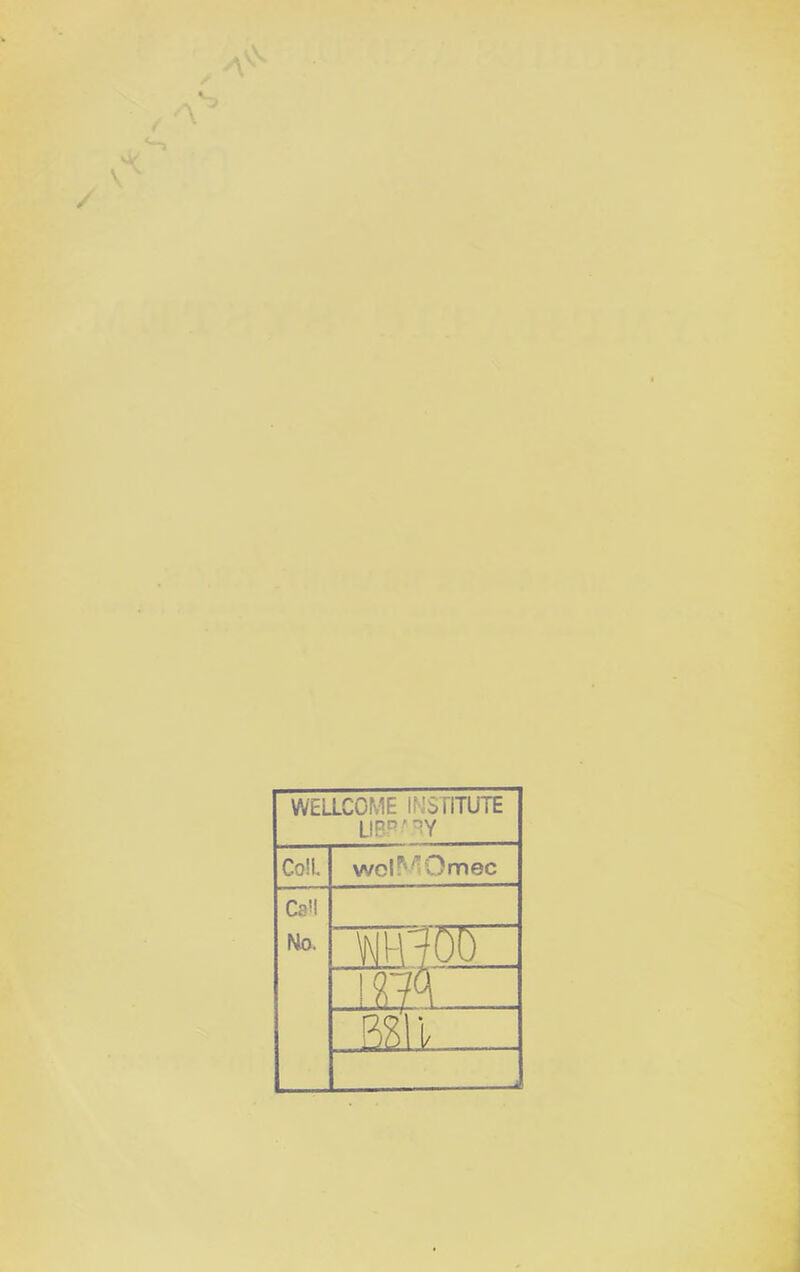 WELLCOME INSTITUTE
LIBRARY
Coll. welMOmec
Call
No. WH700
1879
B81i